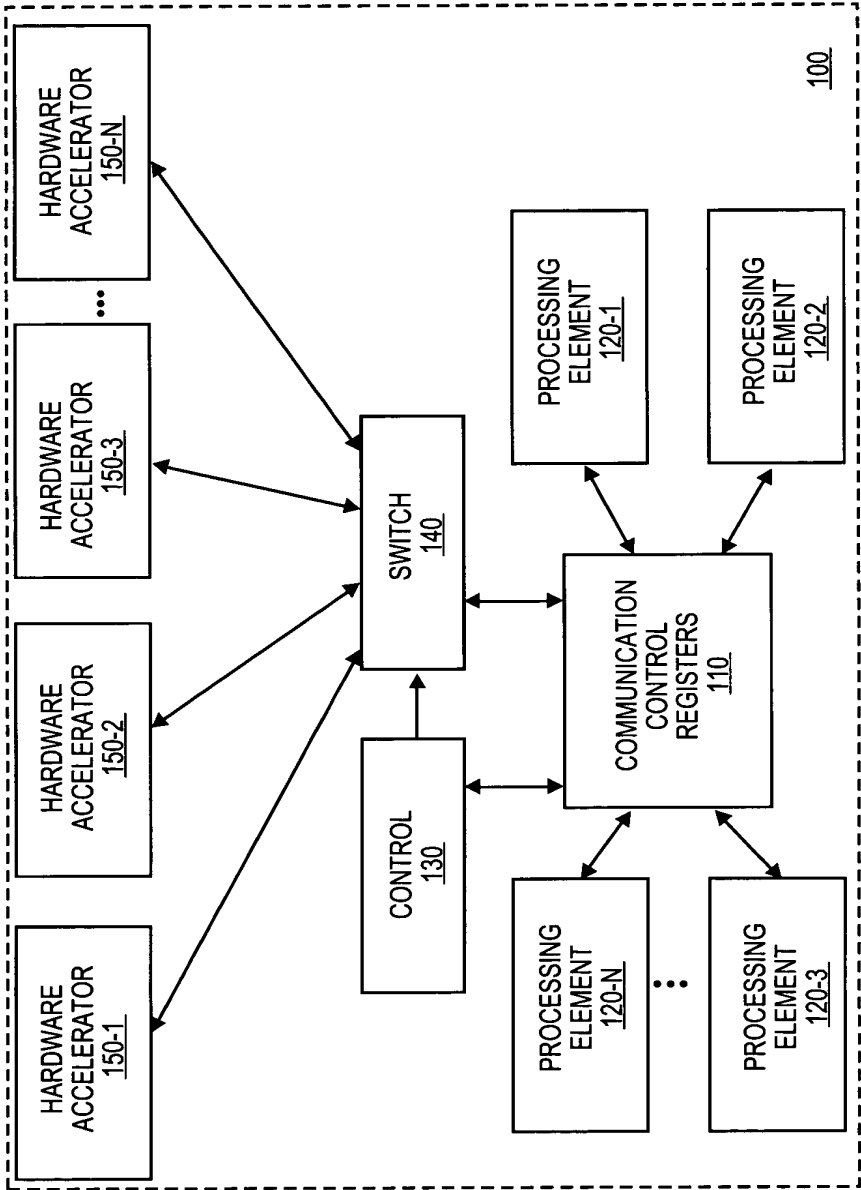 HARDWARE
ACCELERATOR
150-1
HARDWARE
ACCELERATOR
150-2
HARDWARE
ACCELERATOR
150-3
...
HARDWARE
ACCELERATOR
150-N
CONTROL
130
SWITCH
140
PROCESSING
ELEMENT
120-N
...
PROCESSING
ELEMENT
120-3
COMMUNICATION
CONTROL
REGISTERS
110
PROCESSING
ELEMENT
120-1
PROCESSING
ELEMENT
120-2
100